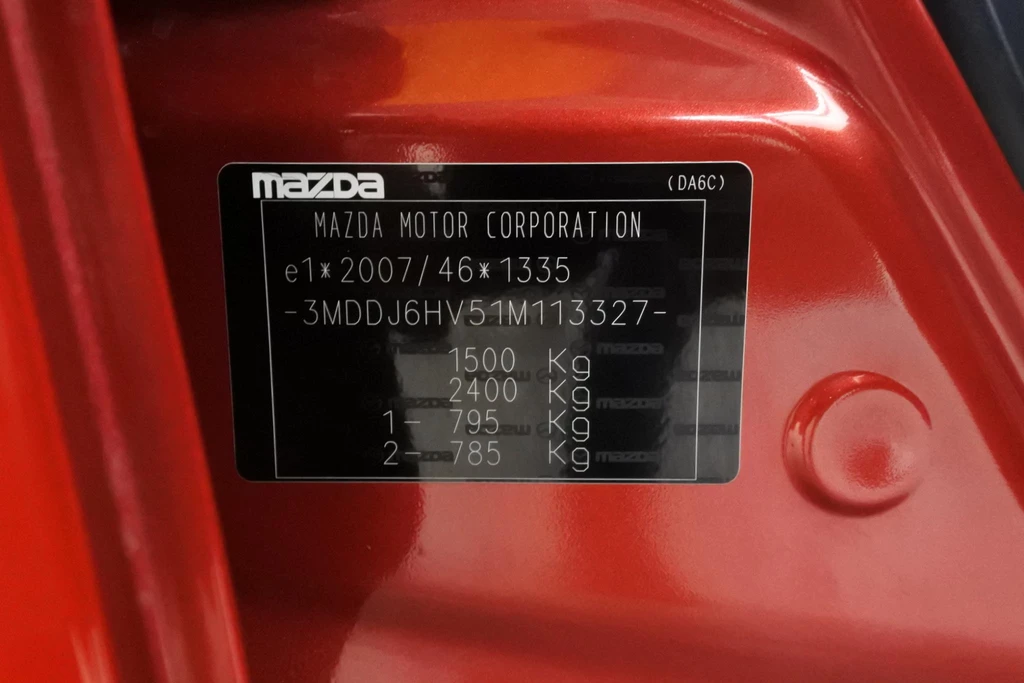 mazda (DA6C)
MAZDA MOTOR CORPORATION
e1*2007/46*1335
-3MDDJ6HV51M113327-
1500 Kg
2400 Kg
1- 795 Kg
2- 785 Kg